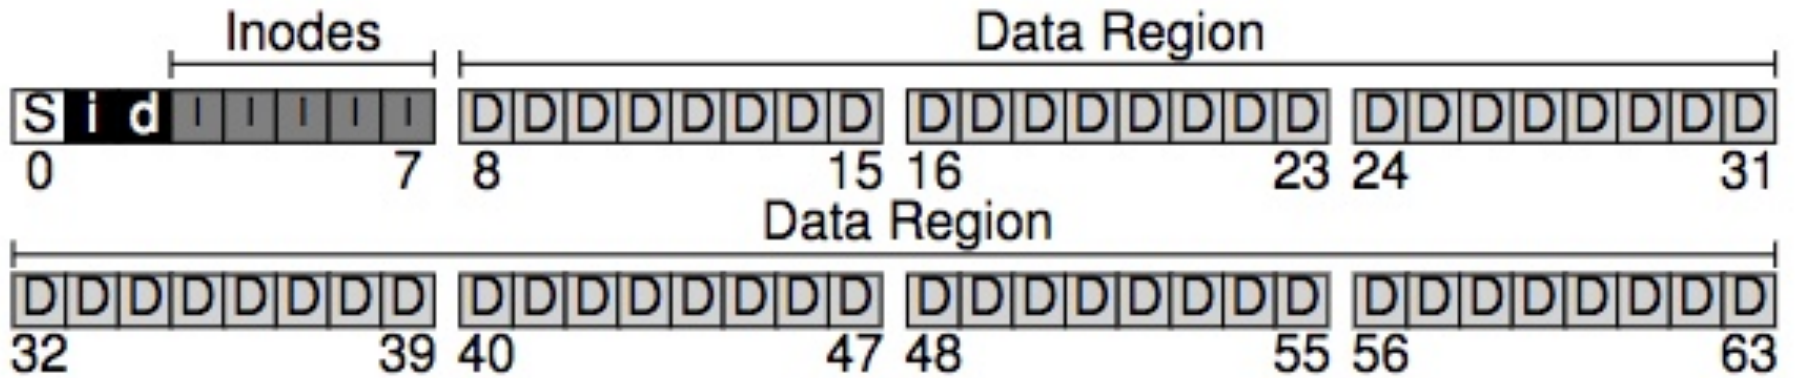 Inodes Data Region
S i d I I I I I D D D D D D D D D D D D D D D D D D D D D D D D
0 7 8 15 16 23 24 31
Data Region
D D D D D D D D D D D D D D D D D D D D D D D D D D D D D D D D
32 39 40 47 48 55 56 63